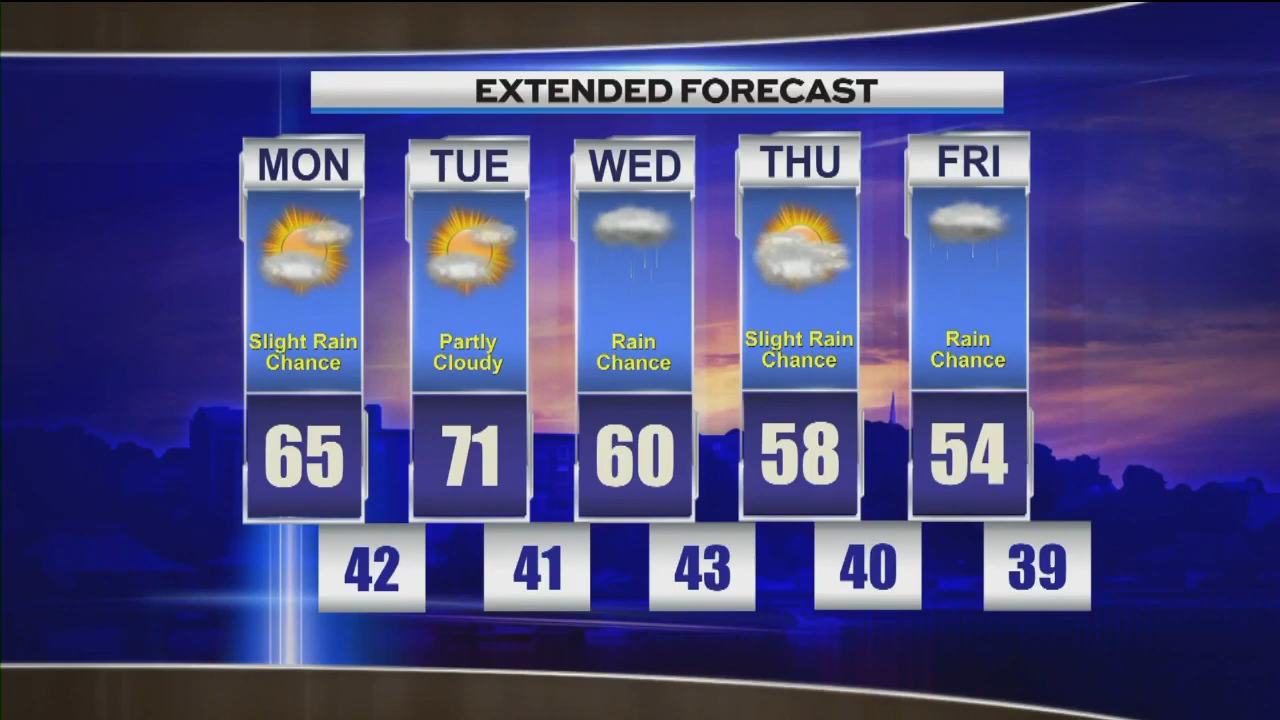 EXTENDED FORECAST
MON TUE WED THU FRI
Slight Rain Chance
Partly Cloudy
Rain Chance
Slight Rain Chance
Rain Chance
65 71 60 58 54
42 41 43 40 39